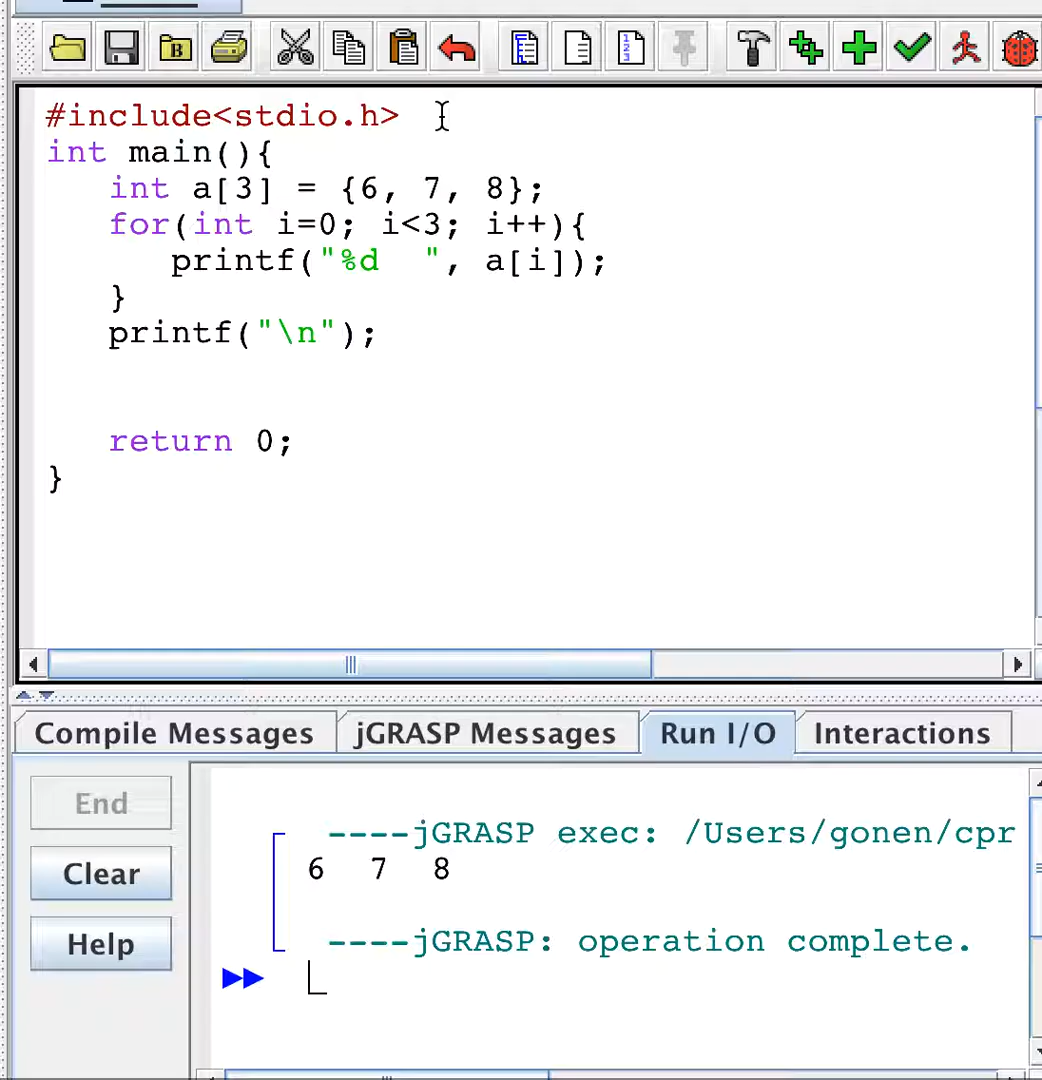 #include<stdio.h>
int main(){
   int a[3] = {6, 7, 8};
   for(int i=0; i<3; i++){
      printf("%d  ", a[i]);
   }
   printf("\n");
   return 0;
}
Compile Messages jGRASP Messages Run I/O Interactions
End
Clear
Help
----jGRASP exec: /Users/gonen/cpr
6  7  8
----jGRASP: operation complete.